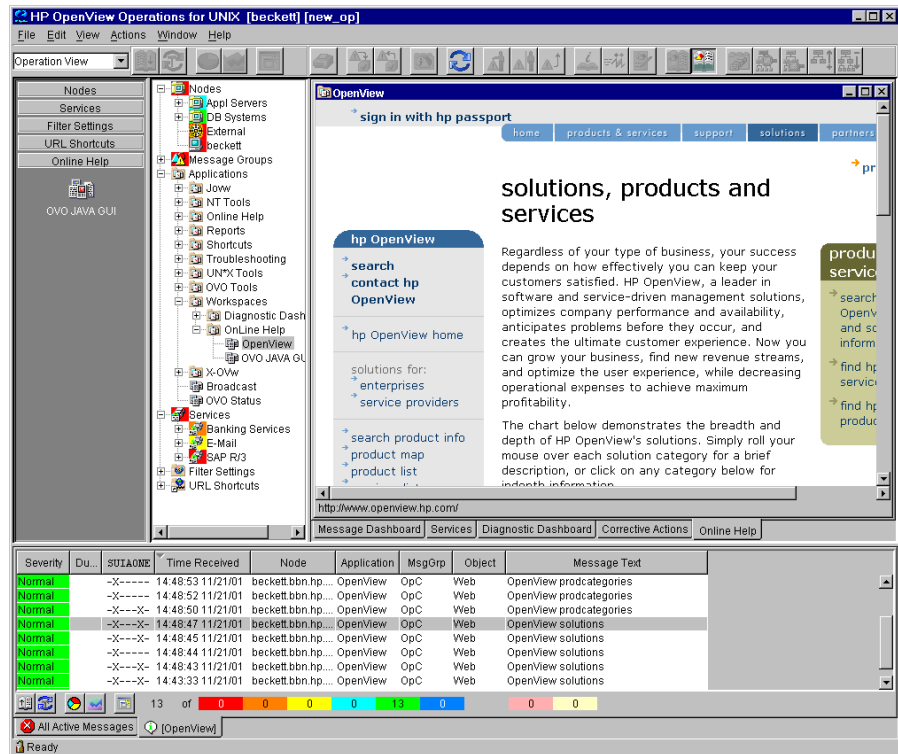 HP OpenView Operations for UNIX [beckett] [new_op]
File Edit View Actions Window Help
Operation View
Nodes
Services
Filter Settings
URL Shortcuts
Online Help
OVO JAVA GUI
Nodes
Appl Servers
DB Systems
External
beckett
Message Groups
Applications
Jovw
NT Tools
Online Help
Reports
Shortcuts
Troubleshooting
UN*X Tools
OVO Tools
Workspaces
Diagnostic Dash
OnLine Help
OpenView
OVO JAVA GU
X-OVw
Broadcast
OVO Status
Services
Banking Services
E-Mail
SAP R/3
Filter Settings
URL Shortcuts
OpenView
sign in with hp passport
home products & services support solutions partners
pr
solutions, products and
services
hp OpenView
search
contact hp
OpenView
hp OpenView home
solutions for:
enterprises
service providers
search product info
product map
product list
Regardless of your type of business, your success
depends on how effectively you can keep your
customers satisfied. HP OpenView, a leader in
software and service-driven management solutions,
optimizes company performance and availability,
anticipates problems before they occur, and
creates the ultimate customer experience. Now you
can grow your business, find new revenue streams,
and optimize the user experience, while decreasing
operational expenses to achieve maximum
profitability.
The chart below demonstrates the breadth and
depth of HP OpenView's solutions. Simply roll your
mouse over each solution category for a brief
description, or click on any category below for
indepth information.
produ
servic
search
OpenV
and so
inform
find hp
service
find hp
produc
http://www.openview.hp.com/
Message Dashboard Services Diagnostic Dashboard Corrective Actions Online Help
Severity Du... SUIAONE Time Received Node Application MsgGrp Object Message Text
Normal -X----- 14:48:53 11/21/01 beckett.bbn.hp.... OpenView OpC Web OpenView prodcategories
Normal -X----- 14:48:52 11/21/01 beckett.bbn.hp.... OpenView OpC Web OpenView prodcategories
Normal -X---X- 14:48:50 11/21/01 beckett.bbn.hp.... OpenView OpC Web OpenView prodcategories
Normal -X---X- 14:48:47 11/21/01 beckett.bbn.hp.... OpenView OpC Web OpenView solutions
Normal -X---X- 14:48:45 11/21/01 beckett.bbn.hp.... OpenView OpC Web OpenView solutions
Normal -X----- 14:48:44 11/21/01 beckett.bbn.hp.... OpenView OpC Web OpenView solutions
Normal -X---X- 14:48:43 11/21/01 beckett.bbn.hp.... OpenView OpC Web OpenView solutions
Normal -X---X- 14:43:33 11/21/01 beckett.bbn.hp.... OpenView OpC Web OpenView solutions
13 of 0 0 0 0 13 0 0 0
All Active Messages [OpenView]
Ready